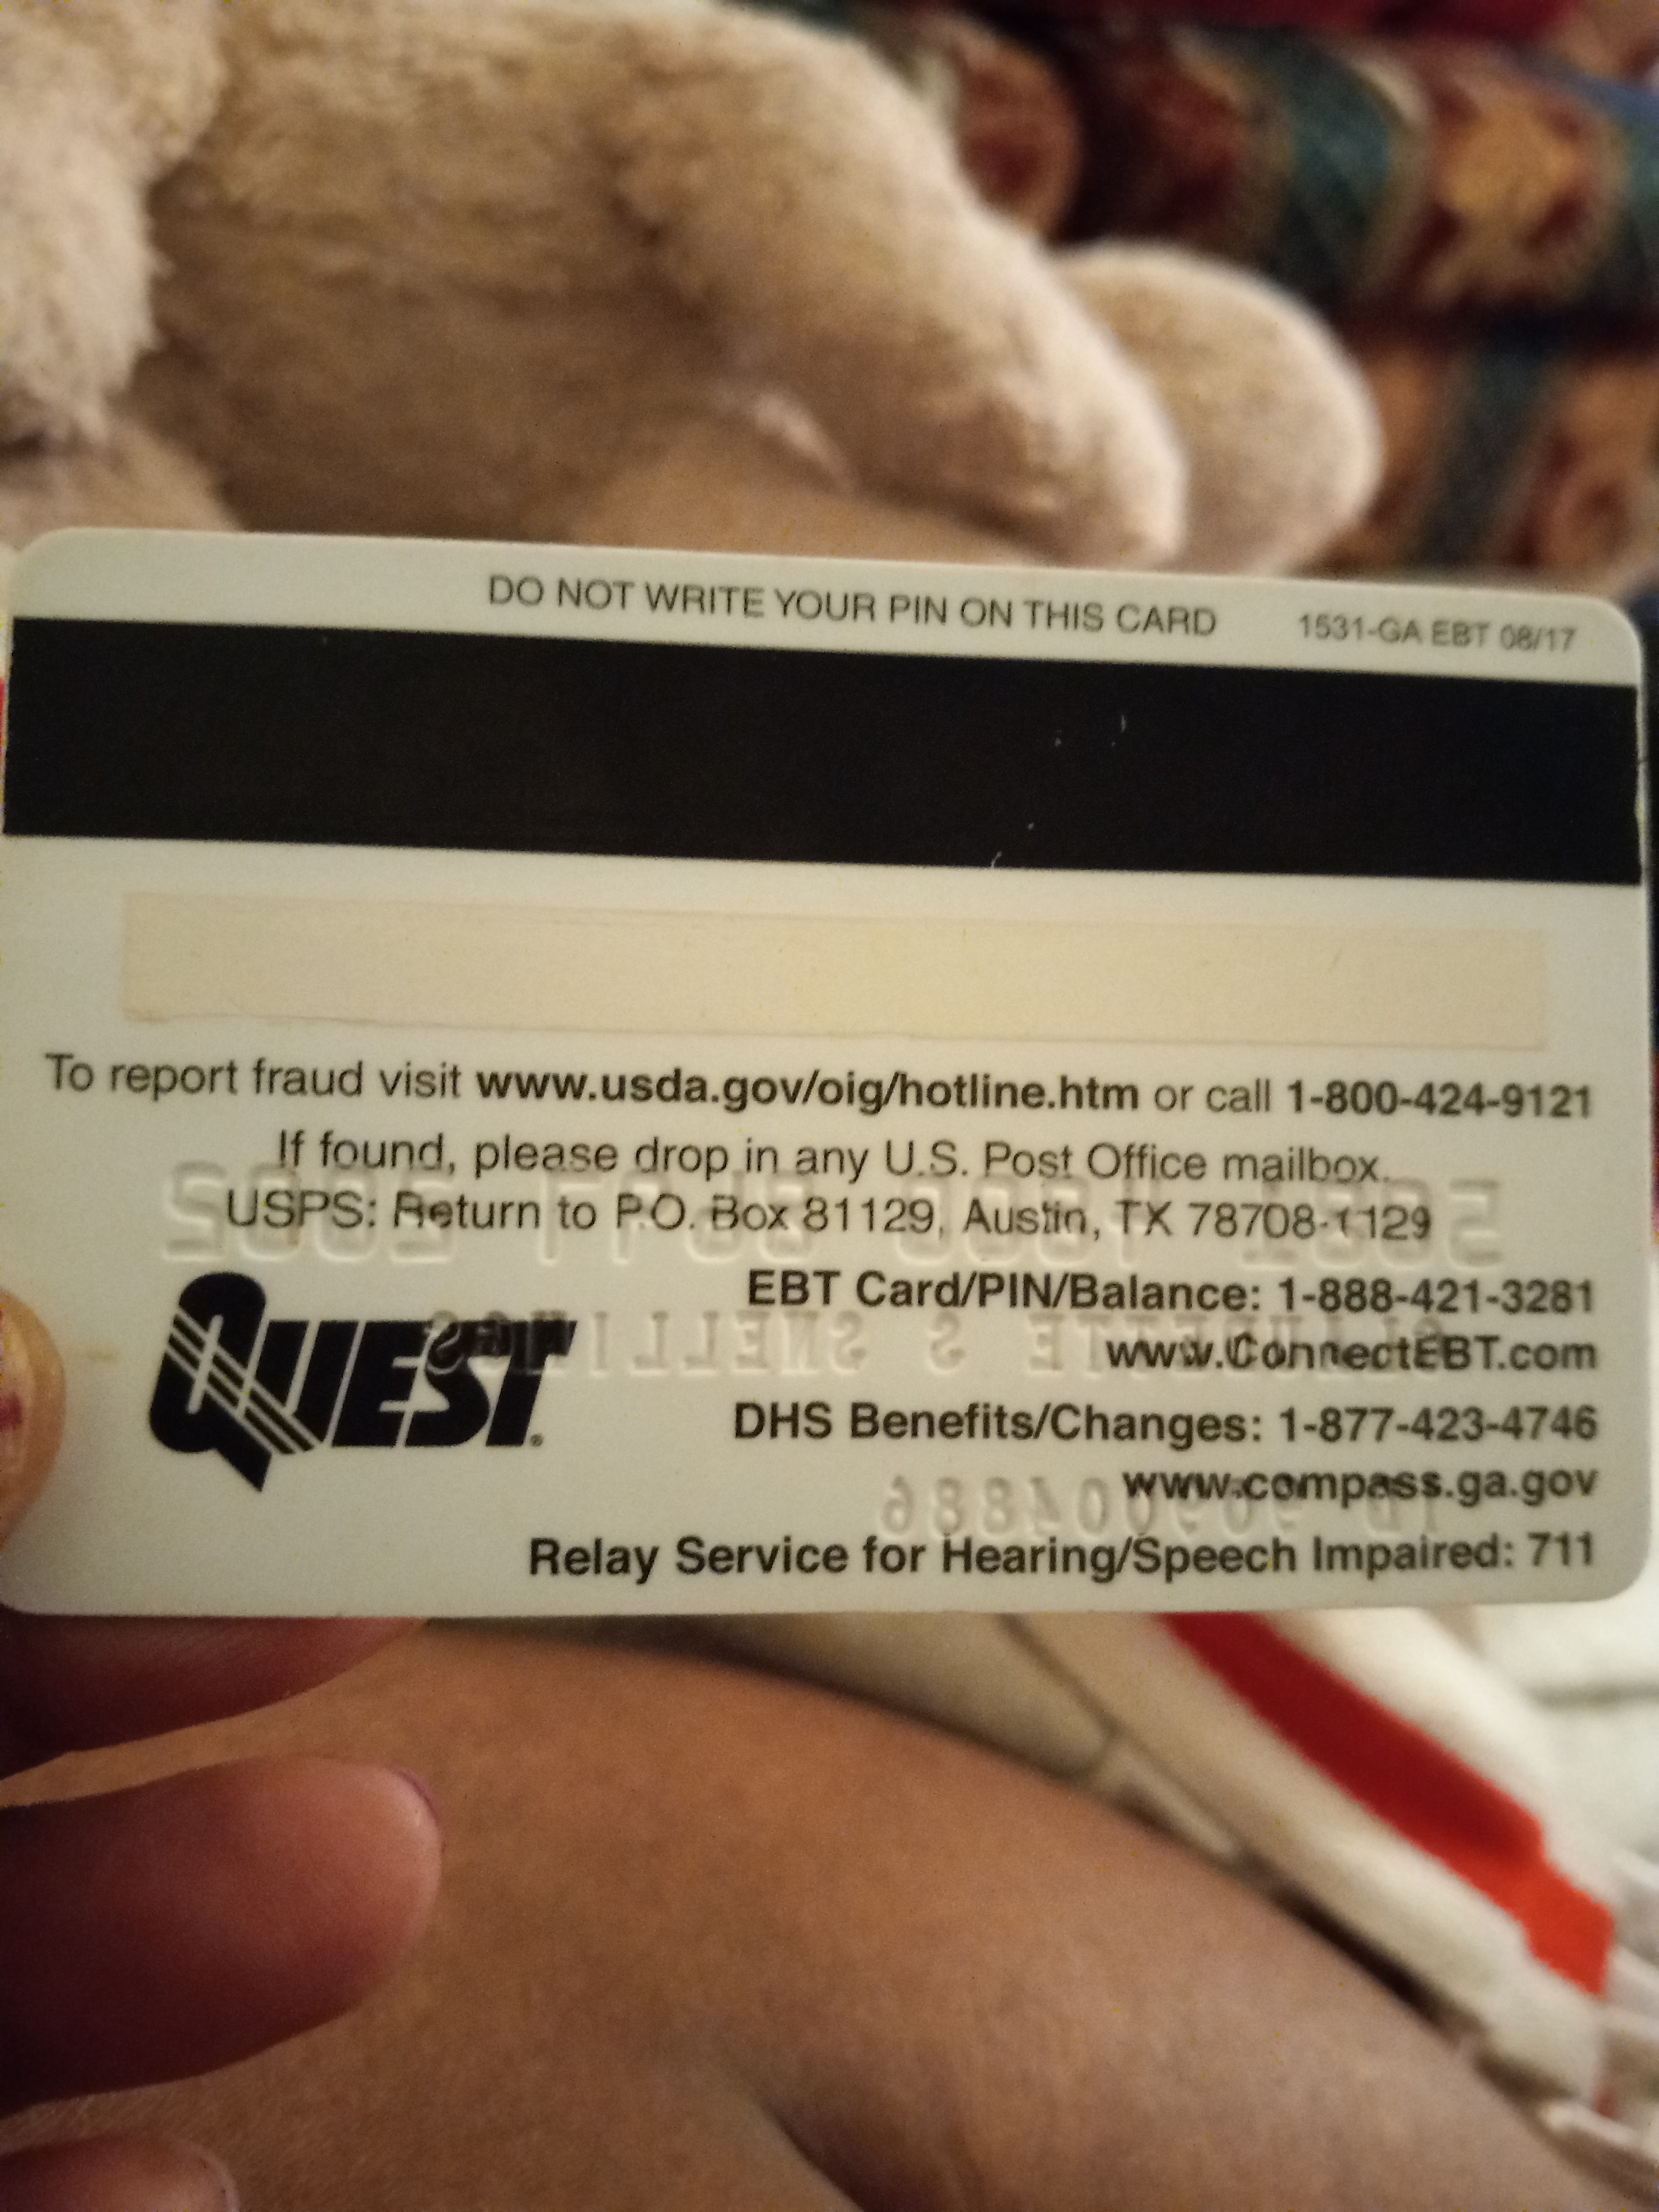 DO NOT WRITE YOUR PIN ON THIS CARD 1531-GA EBT 08/17
To report fraud visit www.usda.gov/oig/hotline.htm or call 1-800-424-9121
If found, please drop in any U.S. Post Office mailbox.
USPS: Return to P.O. Box 81129, Austin, TX 78708-1129
EBT Card/PIN/Balance: 1-888-421-3281
www.ConnectEBT.com
QUEST®
DHS Benefits/Changes: 1-877-423-4746
www.compass.ga.gov
Relay Service for Hearing/Speech Impaired: 711